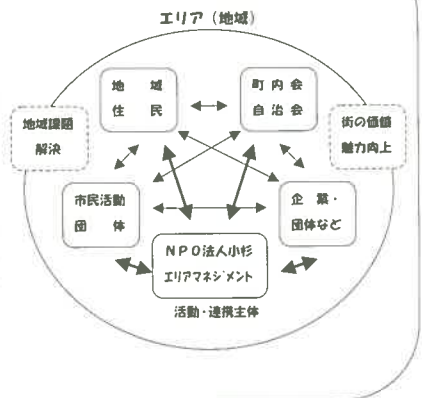 エリア（地域）
地　域
住　民
町内会
自治会
地域課題
解決
街の価値
魅力向上
市民活動
団　体
企　業・
団体など
ＮＰＯ法人小杉
エリアマネジメント
活動・連携主体